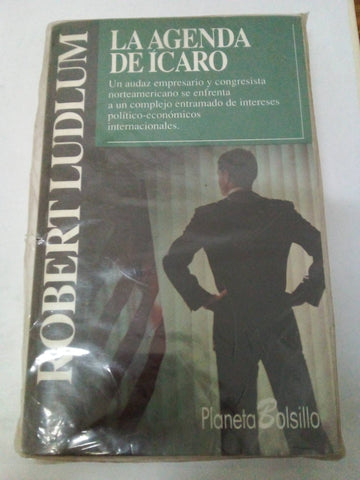 ROBERT LUDLUM
LA AGENDA
DE ÍCARO
Un audaz empresario y congresista
norteamericano se enfrenta
a un complejo entramado de intereses
político-económicos
internacionales.
Planeta Bolsillo